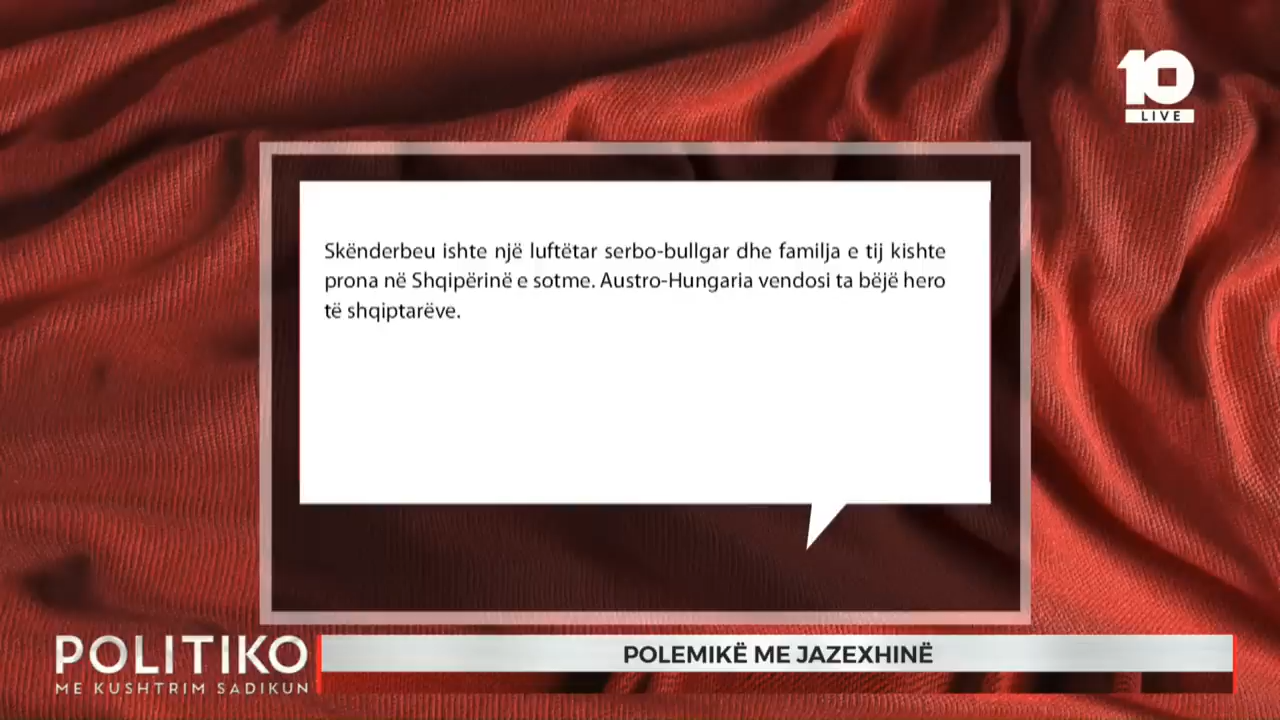 10
LIVE
Skënderbeu ishte një luftëtar serbo-bullgar dhe familja e tij kishte
prona në Shqipërinë e sotme. Austro-Hungaria vendosi ta bëjë hero
të shqiptarëve.
POLITIKO
ME KUSHTRIM SADIKUN
POLEMIKË ME JAZEXHINË